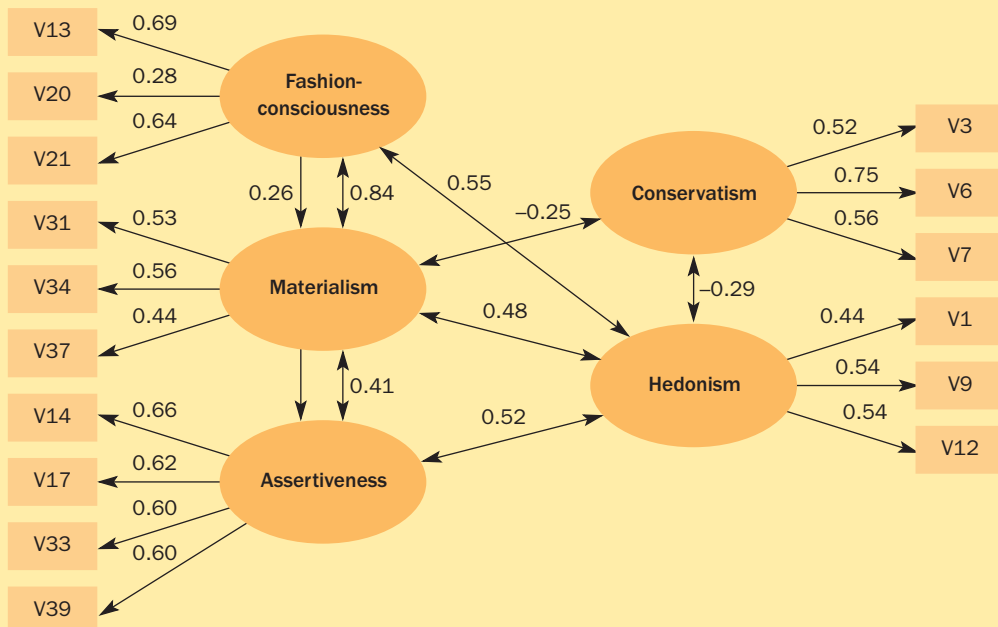 V13
0.69
V20
0.28
V21
0.64
Fashion-
consciousness
0.26
0.84
0.55
V31
0.53
V34
0.56
V37
0.44
Materialism
–0.25
0.48
0.41
V14
0.66
V17
0.62
V33
0.60
V39
0.60
Assertiveness
0.52
Conservatism
0.52
V3
0.75
V6
0.56
V7
–0.29
Hedonism
0.44
V1
0.54
V9
0.54
V12